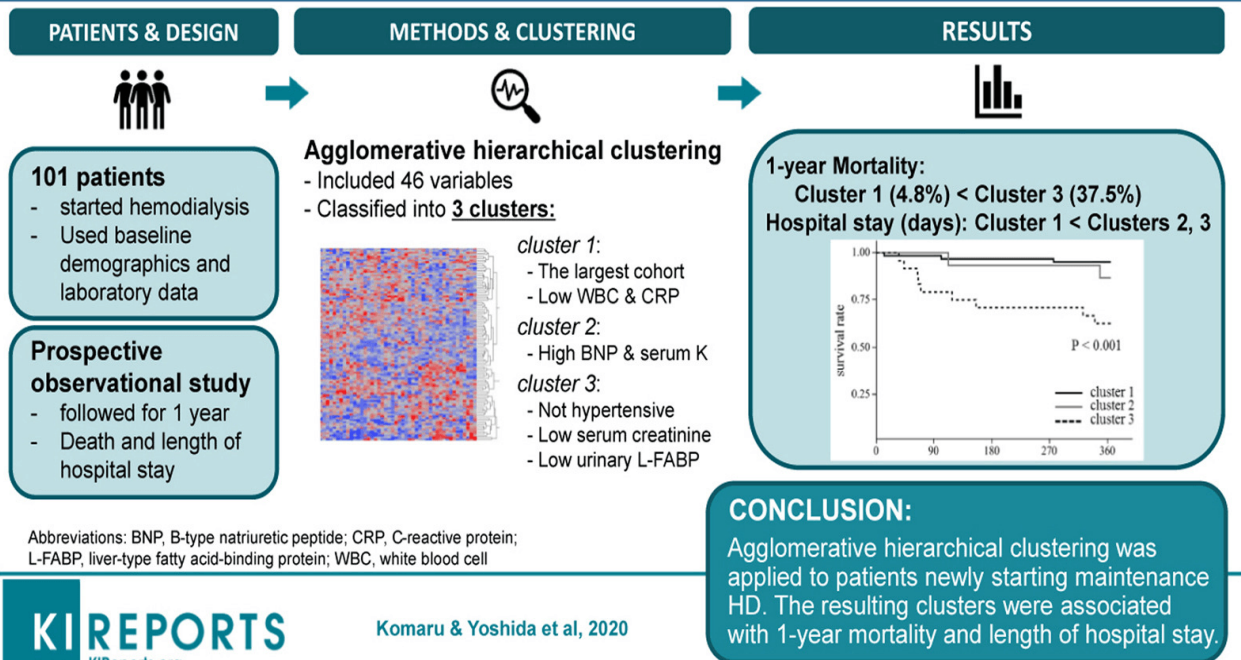 PATIENTS & DESIGN
101 patients
- started hemodialysis
- Used baseline
demographics and
laboratory data
Prospective
observational study
- followed for 1 year
- Death and length of
hospital stay
METHODS & CLUSTERING
Agglomerative hierarchical clustering
- Included 46 variables
- Classified into 3 clusters:
cluster 1:
- The largest cohort
- Low WBC & CRP
cluster 2:
- High BNP & serum K
cluster 3:
- Not hypertensive
- Low serum creatinine
- Low urinary L-FABP
RESULTS
1-year Mortality:
Cluster 1 (4.8%) < Cluster 3 (37.5%)
Hospital stay (days): Cluster 1 < Clusters 2, 3
survival rate
1.00
0.75
0.50
0.25
P < 0.001
cluster 1
cluster 2
cluster 3
0 90 180 270 360
Abbreviations: BNP, B-type natriuretic peptide; CRP, C-reactive protein;
L-FABP, liver-type fatty acid-binding protein; WBC, white blood cell
CONCLUSION:
Agglomerative hierarchical clustering was
applied to patients newly starting maintenance
HD. The resulting clusters were associated
with 1-year mortality and length of hospital stay.
KI REPORTS
Komaru & Yoshida et al, 2020